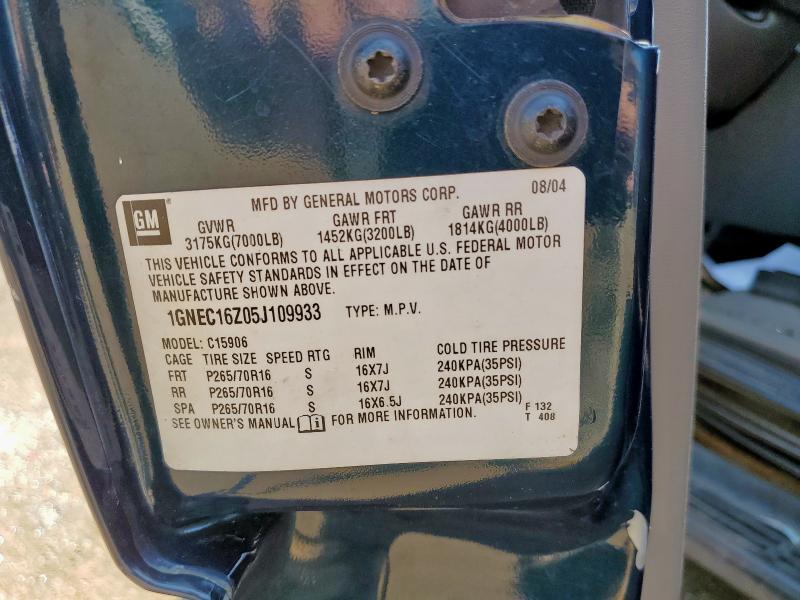 MFD BY GENERAL MOTORS CORP. 08/04
GM
GVWR GAWR FRT GAWR RR
3175KG(7000LB) 1452KG(3200LB) 1814KG(4000LB)
THIS VEHICLE CONFORMS TO ALL APPLICABLE U.S. FEDERAL MOTOR
VEHICLE SAFETY STANDARDS IN EFFECT ON THE DATE OF
MANUFACTURE SHOWN ABOVE.
1GNEC16Z05J109933 TYPE: M.P.V.
MODEL: C15906
CAGE TIRE SIZE SPEED RTG RIM COLD TIRE PRESSURE
FRT P265/70R16 S 16X7J 240KPA(35PSI)
RR P265/70R16 S 16X7J 240KPA(35PSI)
SPA P265/70R16 S 16X6.5J 240KPA(35PSI)
SEE OWNER'S MANUAL i FOR MORE INFORMATION.
F 132
T 408